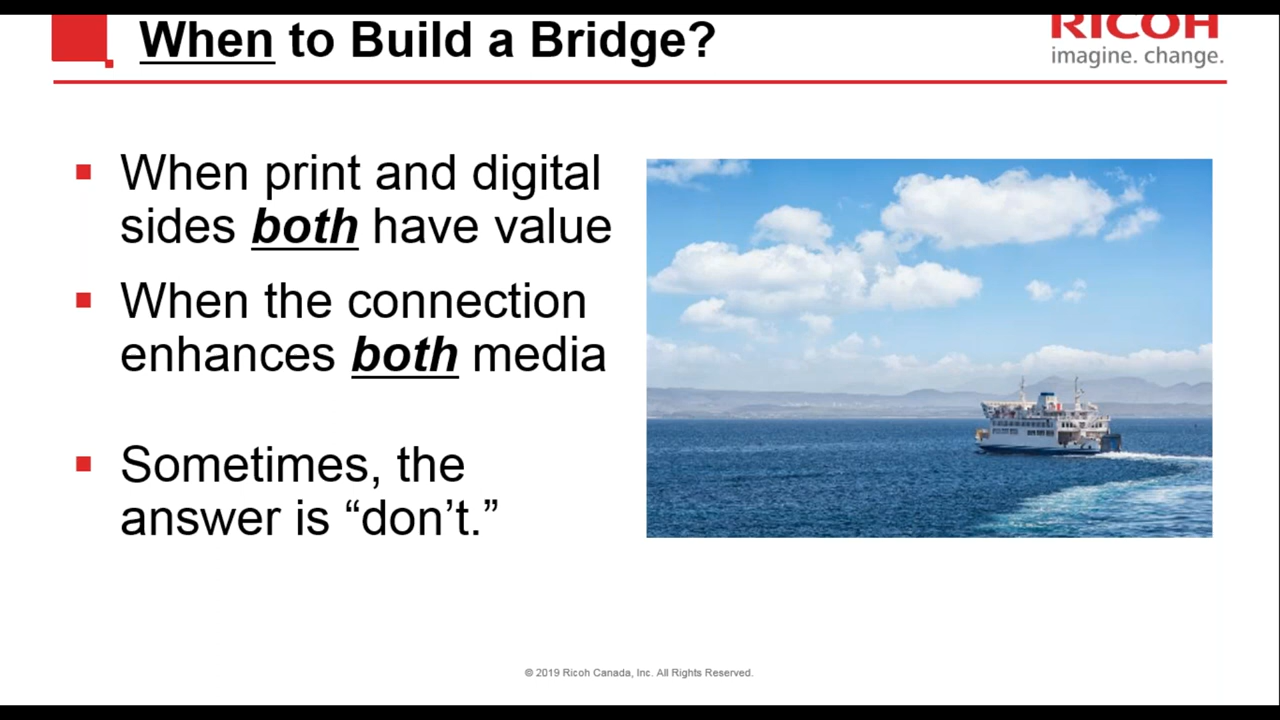 When to Build a Bridge?
RICOH
imagine. change.
When print and digital
sides both have value
When the connection
enhances both media
Sometimes, the
answer is “don’t.”
© 2019 Ricoh Canada, Inc. All Rights Reserved.